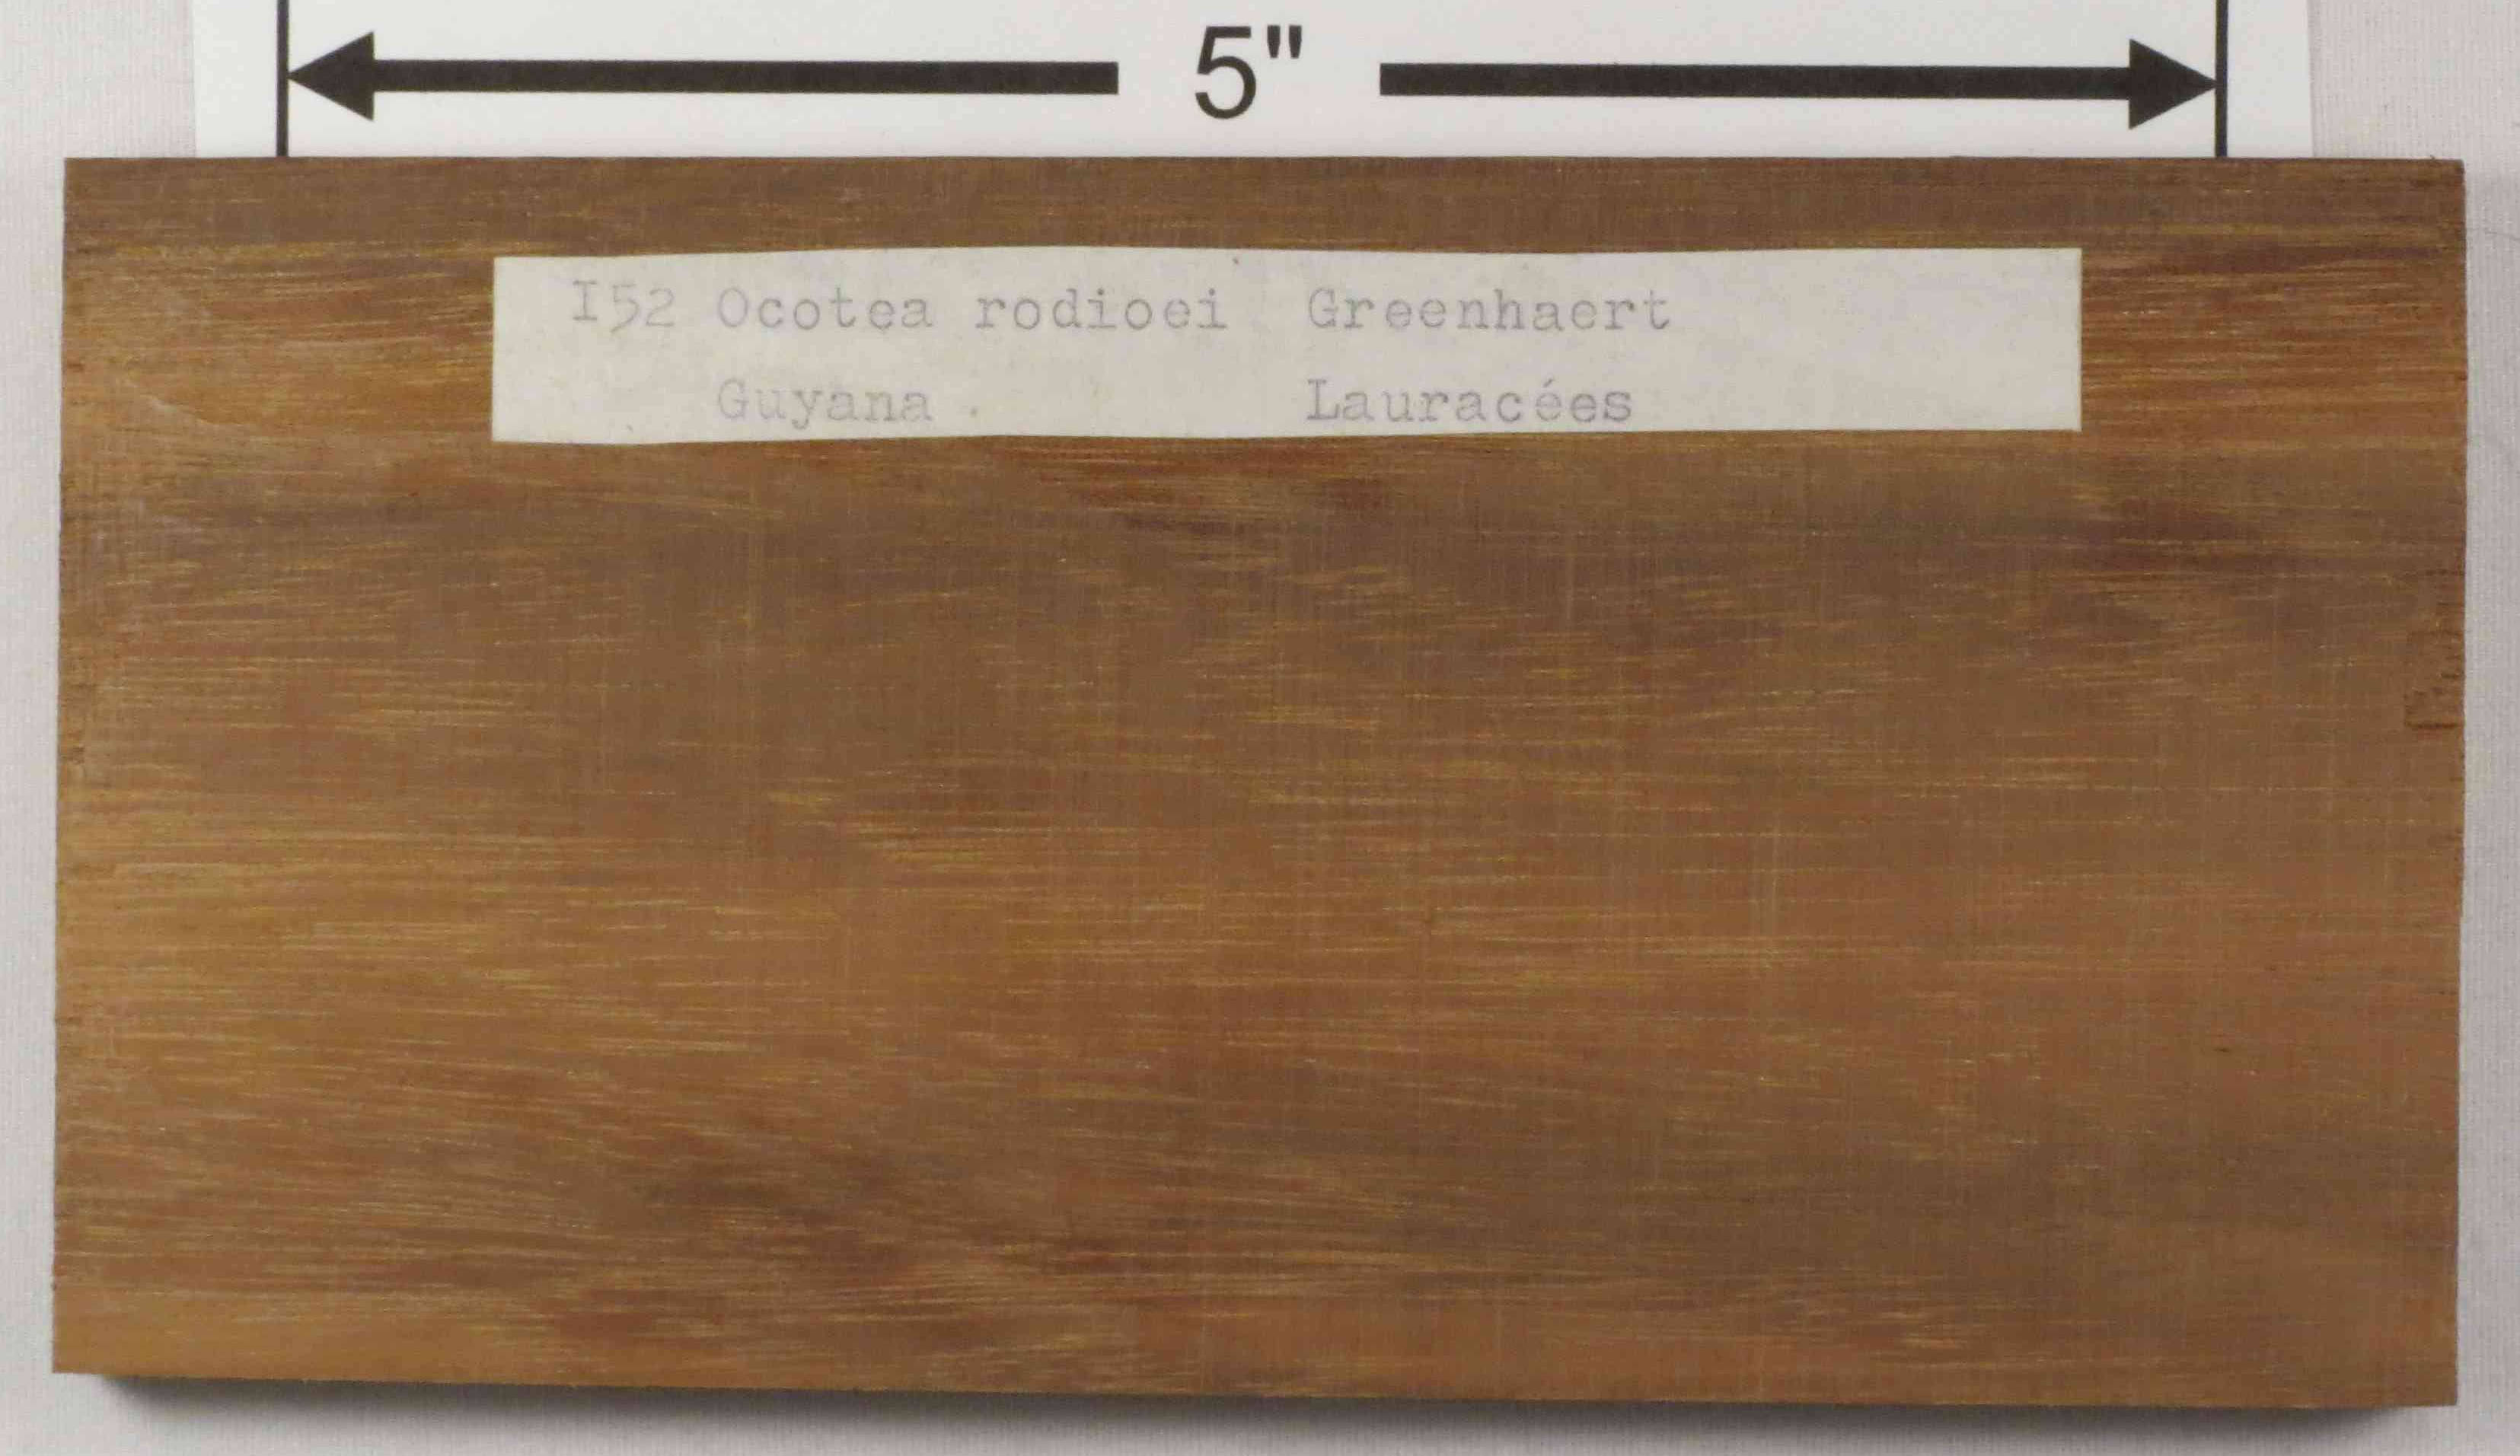 5"
I52 Ocotea rodioei Greenhaert
Guyana. Lauracées